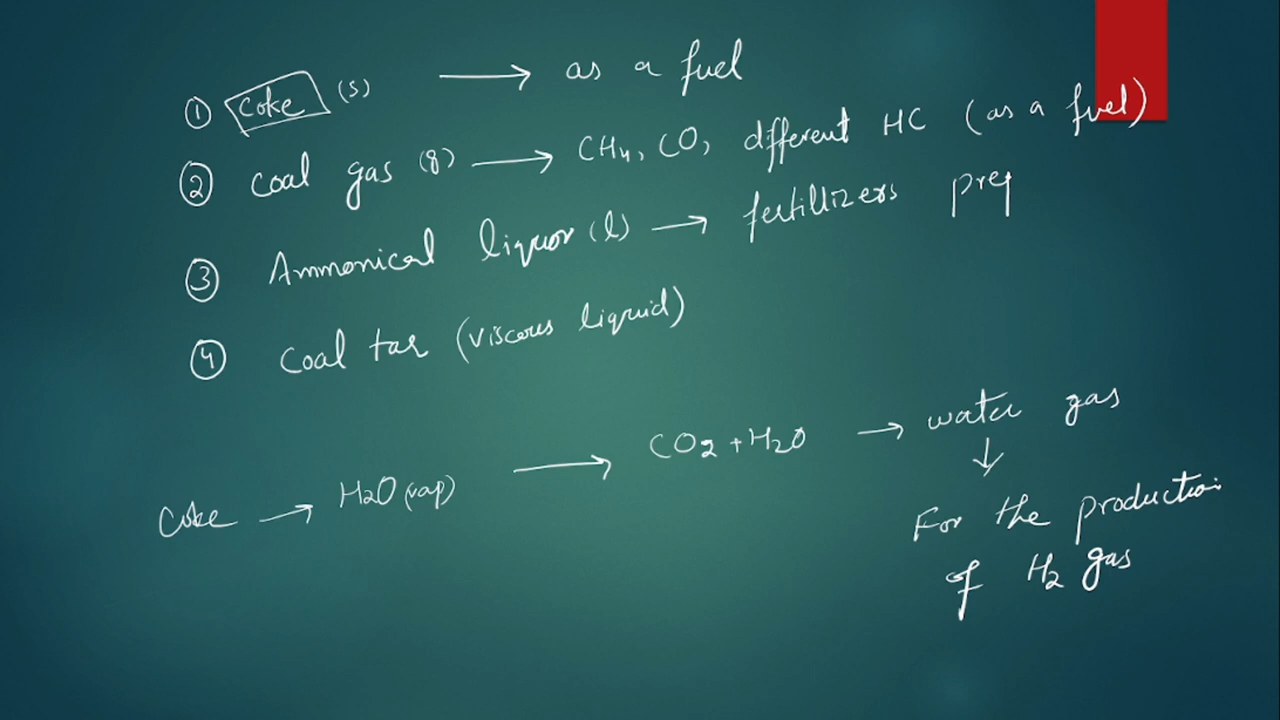 ① Coke (s) → as a fuel
② Coal gas (g) → CH4, CO, different HC (as a fuel)
③ Ammonical liquor (l) → fertillizers prep
④ Coal tar (viscous liquid)
Coke → H2O (vap) → CO2 + H2O → water gas
↓
For the production
of H2 gas